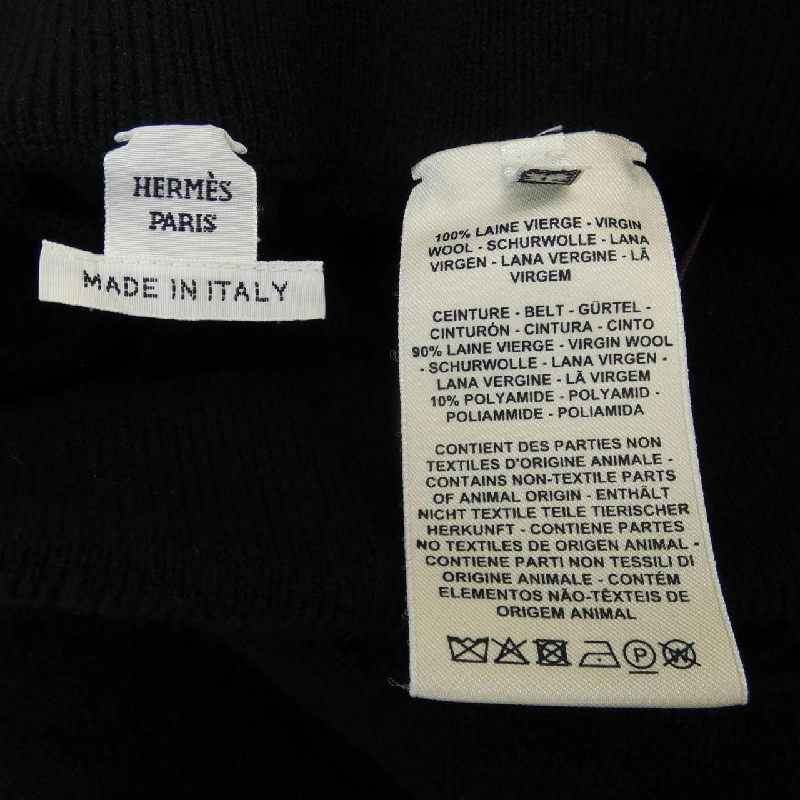 HERMÈS
PARIS
MADE IN ITALY
100% LAINE VIERGE - VIRGIN
WOOL - SCHURWOLLE - LANA
VIRGEN - LANA VERGINE - LÃ
VIRGEM
CEINTURE - BELT - GÜRTEL -
CINTURÓN - CINTURA - CINTO
90% LAINE VIERGE - VIRGIN WOOL
- SCHURWOLLE - LANA VIRGEN -
LANA VERGINE - LÃ VIRGEM
10% POLYAMIDE - POLYAMID -
POLIAMMIDE - POLIAMIDA
CONTIENT DES PARTIES NON
TEXTILES D'ORIGINE ANIMALE -
CONTAINS NON-TEXTILE PARTS
OF ANIMAL ORIGIN - ENTHÄLT
NICHT TEXTILE TEILE TIERISCHER
HERKUNFT - CONTIENE PARTES
NO TEXTILES DE ORIGEN ANIMAL -
CONTIENE PARTI NON TESSILI DI
ORIGINE ANIMALE - CONTÉM
ELEMENTOS NÃO-TÊXTEIS DE
ORIGEM ANIMAL
P W